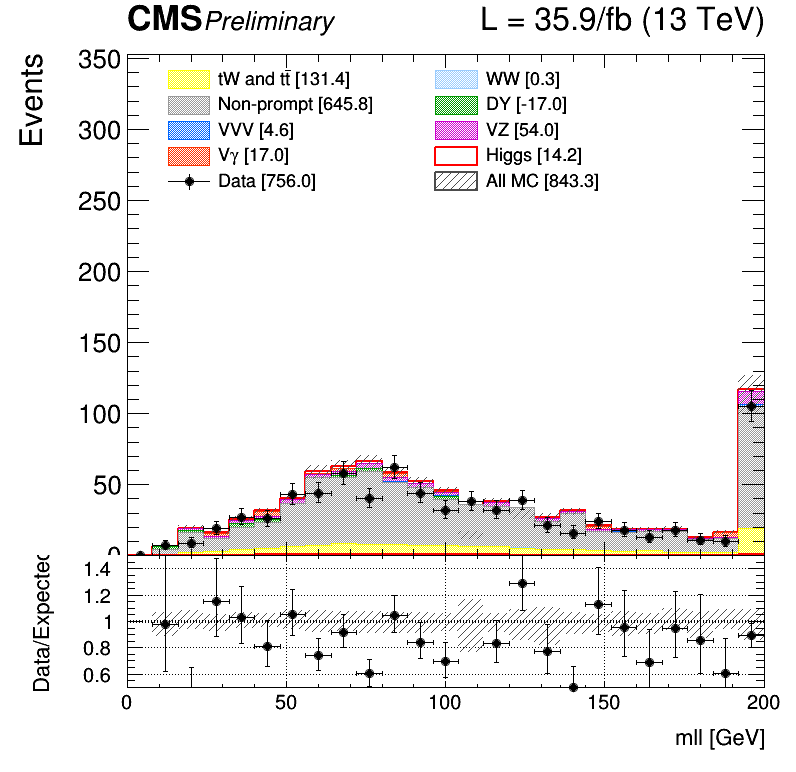 CMS Preliminary L = 35.9/fb (13 TeV)
Events
350
300
250
200
150
100
50
0
tW and tt̄ [131.4]
WW [0.3]
Non-prompt [645.8]
DY [-17.0]
VVV [4.6]
VZ [54.0]
Vγ [17.0]
Higgs [14.2]
Data [756.0]
All MC [843.3]
Data/Expected
1.4
1.2
1
0.8
0.6
0 50 100 150 200
mll [GeV]